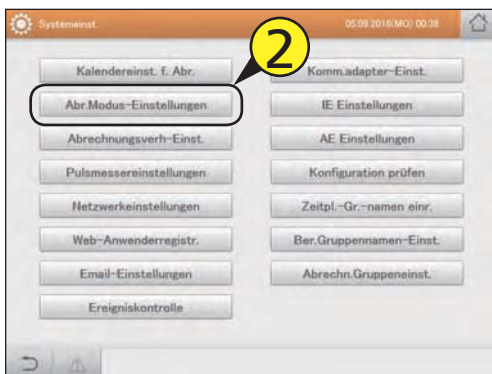 Systemeinst.
05.09 2016(MO) 00:38
2
Kalendereinst. f. Abr.
Abr.Modus-Einstellungen
Abrechnungsverh-Einst.
Pulsmessereinstellungen
Netzwerkeinstellungen
Web-Anwenderregistr.
Email-Einstellungen
Ereigniskontrolle
Komm.adapter-Einst.
IE Einstellungen
AE Einstellungen
Konfiguration prüfen
Zeitpl.-Gr.-namen einr.
Ber.Gruppennamen-Einst.
Abrechn.Gruppeneinst.